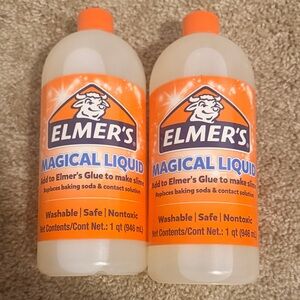 ELMER'S
MAGICAL LIQUID
Add to Elmer's Glue to make slime
Replaces baking soda & contact solution
Washable | Safe | Nontoxic
Net Contents/Cont Net.: 1 qt (946 mL)
ELMER'S
MAGICAL LIQUID
Add to Elmer's Glue to make slime
Replaces baking soda & contact solution
Washable | Safe | Nontoxic
Net Contents/Cont Net.: 1 qt (946 mL)